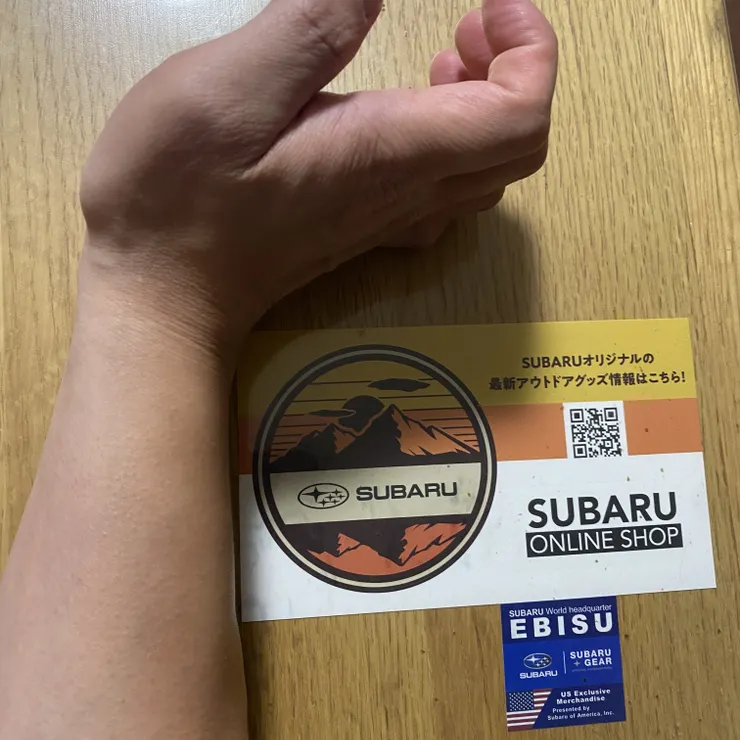 SUBARUオリジナルの
最新アウトドアグッズ情報はこちら!
SUBARU
SUBARU
ONLINE SHOP
SUBARU World headquarter
EBISU
SUBARU
SUBARU
+ GEAR
US Exclusive
Merchandise
Presented by
Subaru of America, Inc.